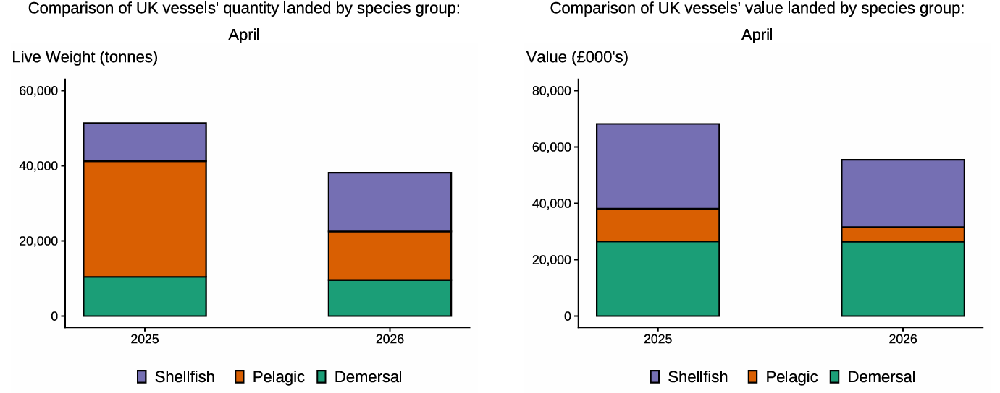 Comparison of UK vessels' quantity landed by species group:
April
Live Weight (tonnes)
60,000
40,000
20,000
0
2025
2026
Shellfish
Pelagic
Demersal
Comparison of UK vessels' value landed by species group:
April
Value (£000's)
80,000
60,000
40,000
20,000
0
2025
2026
Shellfish
Pelagic
Demersal